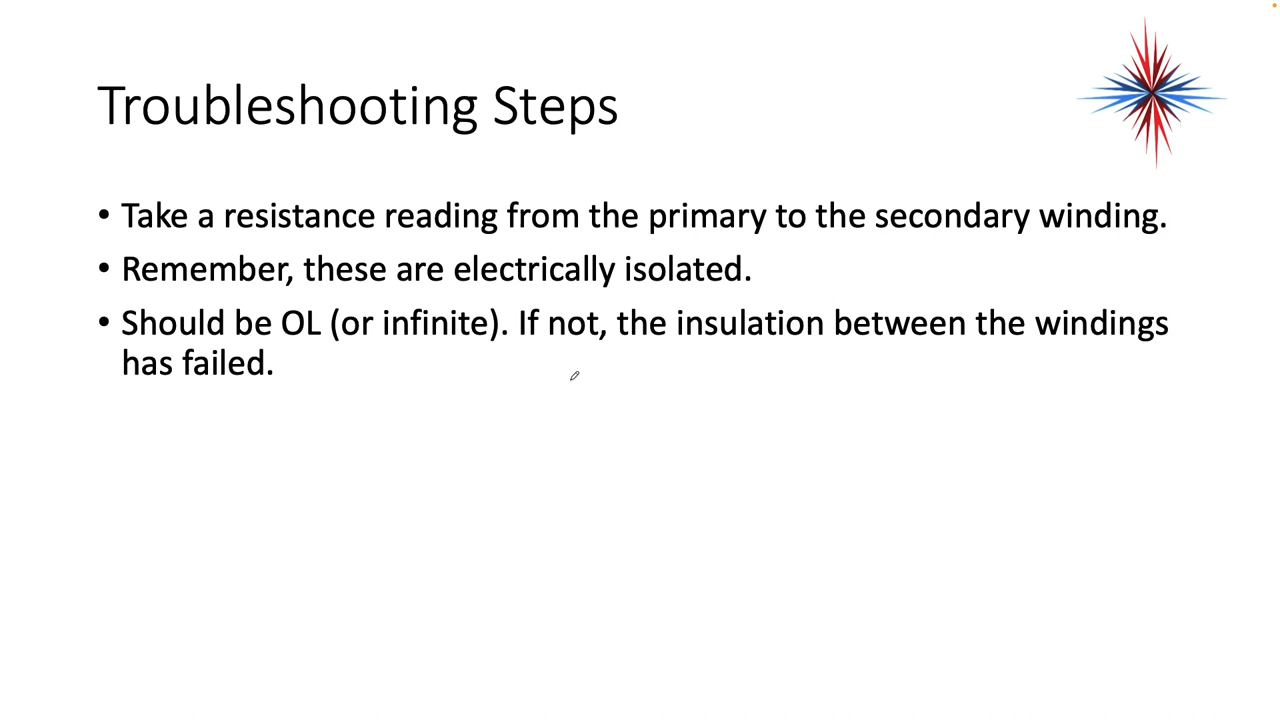 Troubleshooting Steps
• Take a resistance reading from the primary to the secondary winding.
• Remember, these are electrically isolated.
• Should be OL (or infinite). If not, the insulation between the windings
has failed.